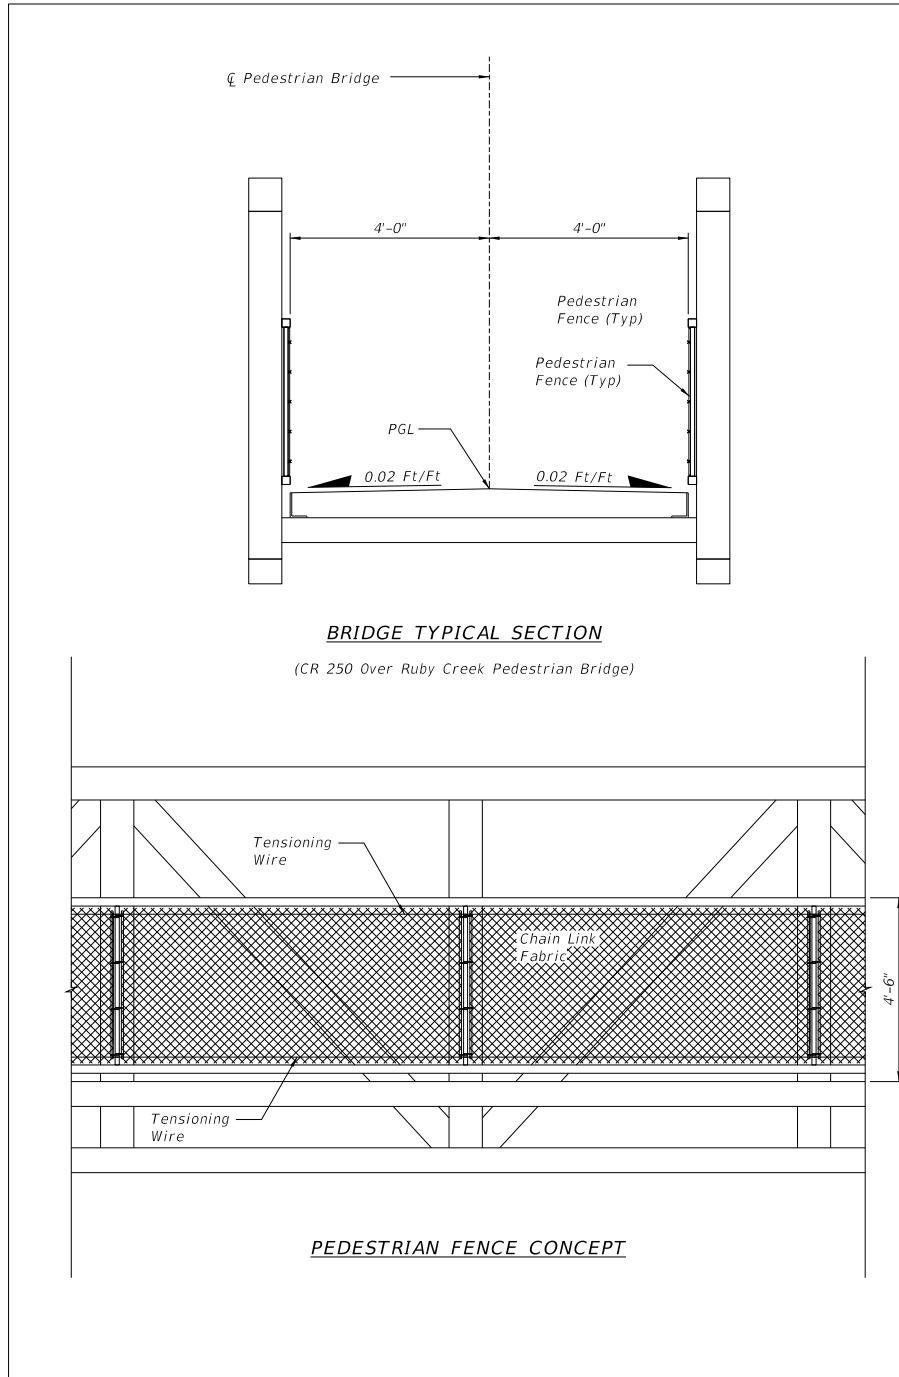 ℄ Pedestrian Bridge
4'-0"
4'-0"
Pedestrian
Fence (Typ)
Pedestrian
Fence (Typ)
PGL
0.02 Ft/Ft
0.02 Ft/Ft
BRIDGE TYPICAL SECTION
(CR 250 Over Ruby Creek Pedestrian Bridge)
Tensioning
Wire
Chain Link
Fabric
4'-6"
Tensioning
Wire
PEDESTRIAN FENCE CONCEPT